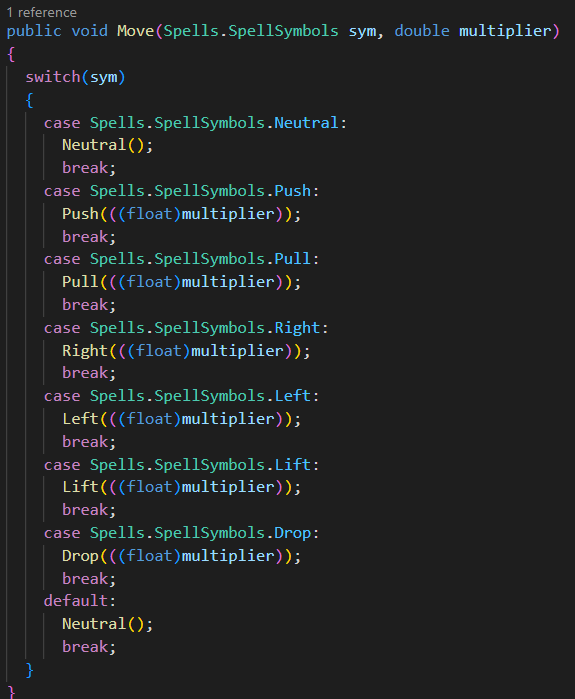 1 reference
public void Move(Spells.SpellSymbols sym, double multiplier)
{
  switch(sym)
  {
    case Spells.SpellSymbols.Neutral:
      Neutral();
      break;
    case Spells.SpellSymbols.Push:
      Push(((float)multiplier));
      break;
    case Spells.SpellSymbols.Pull:
      Pull(((float)multiplier));
      break;
    case Spells.SpellSymbols.Right:
      Right(((float)multiplier));
      break;
    case Spells.SpellSymbols.Left:
      Left(((float)multiplier));
      break;
    case Spells.SpellSymbols.Lift:
      Lift(((float)multiplier));
      break;
    case Spells.SpellSymbols.Drop:
      Drop(((float)multiplier));
      break;
    default:
      Neutral();
      break;
  }
}